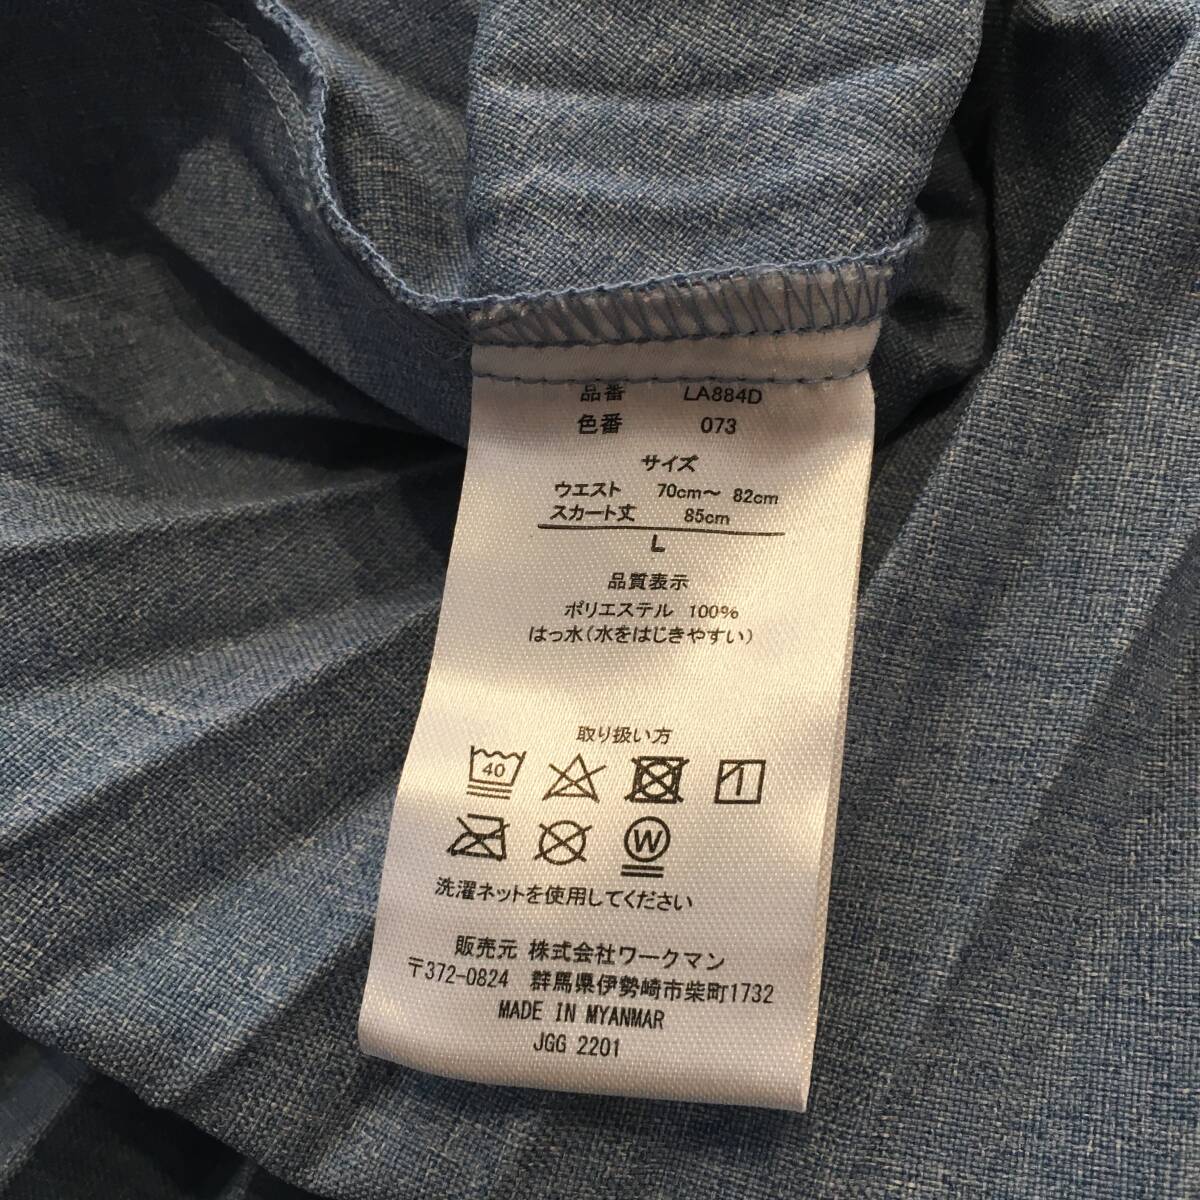 品番 LA884D
色番 073
サイズ
ウエスト 70cm～ 82cm
スカート丈 85cm
L
品質表示
ポリエステル 100%
はっ水(水をはじきやすい)
取り扱い方
40
W
洗濯ネットを使用してください
販売元 株式会社ワークマン
〒372-0824 群馬県伊勢崎市柴町1732
MADE IN MYANMAR
JGG 2201